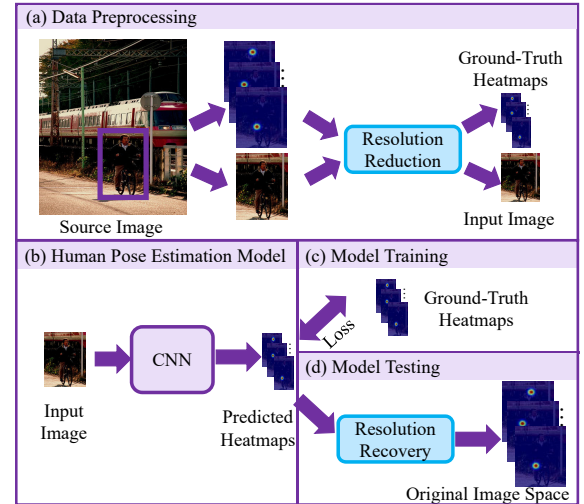 (a) Data Preprocessing
Ground-Truth
Heatmaps
Resolution
Reduction
Source Image
Input Image
(b) Human Pose Estimation Model
CNN
Input
Image
Predicted
Heatmaps
(c) Model Training
Loss
Ground-Truth
Heatmaps
(d) Model Testing
Resolution
Recovery
Original Image Space